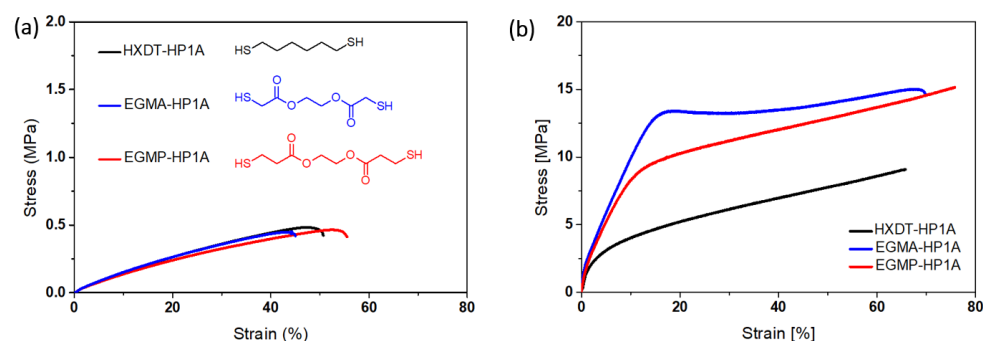 (a)
2.0
1.5
1.0
0.5
0.0
Stress (MPa)
HXDT-HP1A
HS
SH
EGMA-HP1A
HS
O
O
O
O
SH
EGMP-HP1A
HS
O
O
O
O
SH
0
20
40
60
80
Strain (%)
(b)
20
15
10
5
0
Stress [MPa]
HXDT-HP1A
EGMA-HP1A
EGMP-HP1A
0
20
40
60
80
Strain [%]